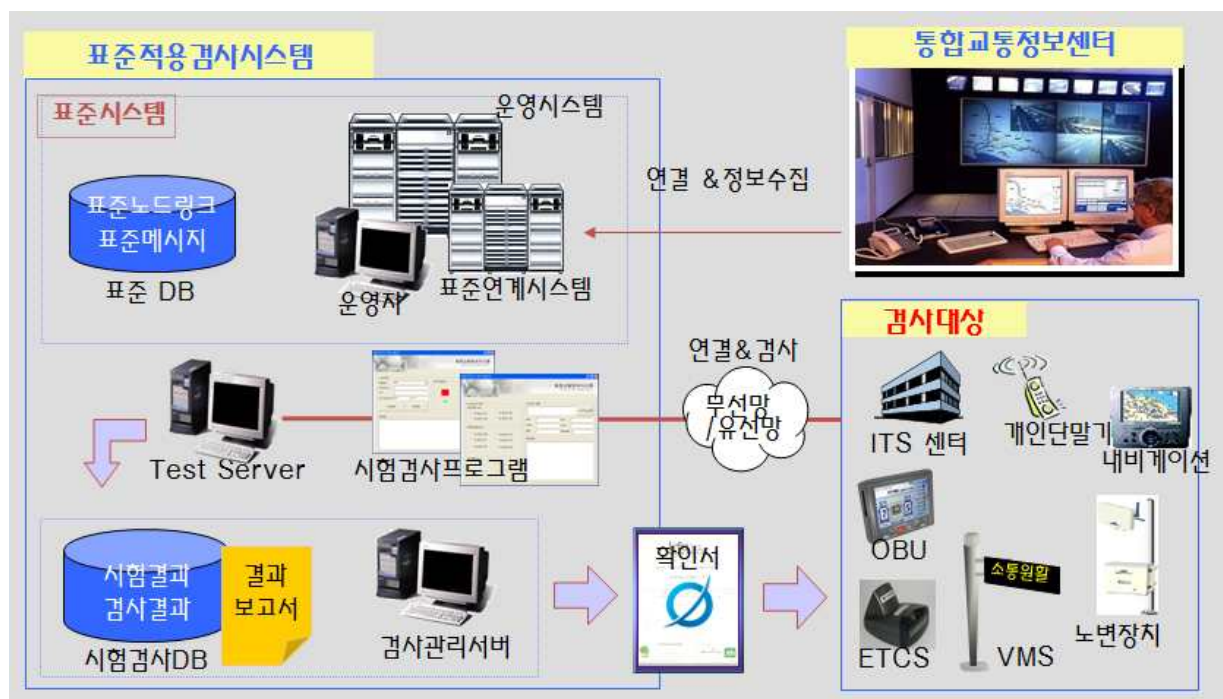 표준적용검사시스템
통합교통정보센터
표준시스템
운영시스템
표준노드링크
표준메시지
표준 DB
운영자
표준연계시스템
연결 &정보수집
검사대상
연결&검사
무선망
/유선망
ITS 센터
개인단말기
내비게이션
Test Server
시험검사프로그램
OBU
소통원활
ETCS
VMS
노변장치
시험결과
검사결과
결과
보고서
시험검사DB
검사관리서버
확인서